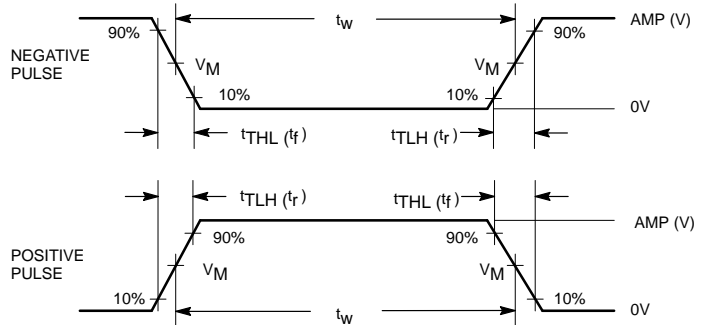 90%
tW
90%
AMP (V)
NEGATIVE
PULSE
VM
VM
10%
10%
0V
tTHL (tf)
tTLH (tr)
tTLH (tr)
tTHL (tf)
AMP (V)
90%
90%
POSITIVE
PULSE
VM
VM
10%
tW
10%
0V